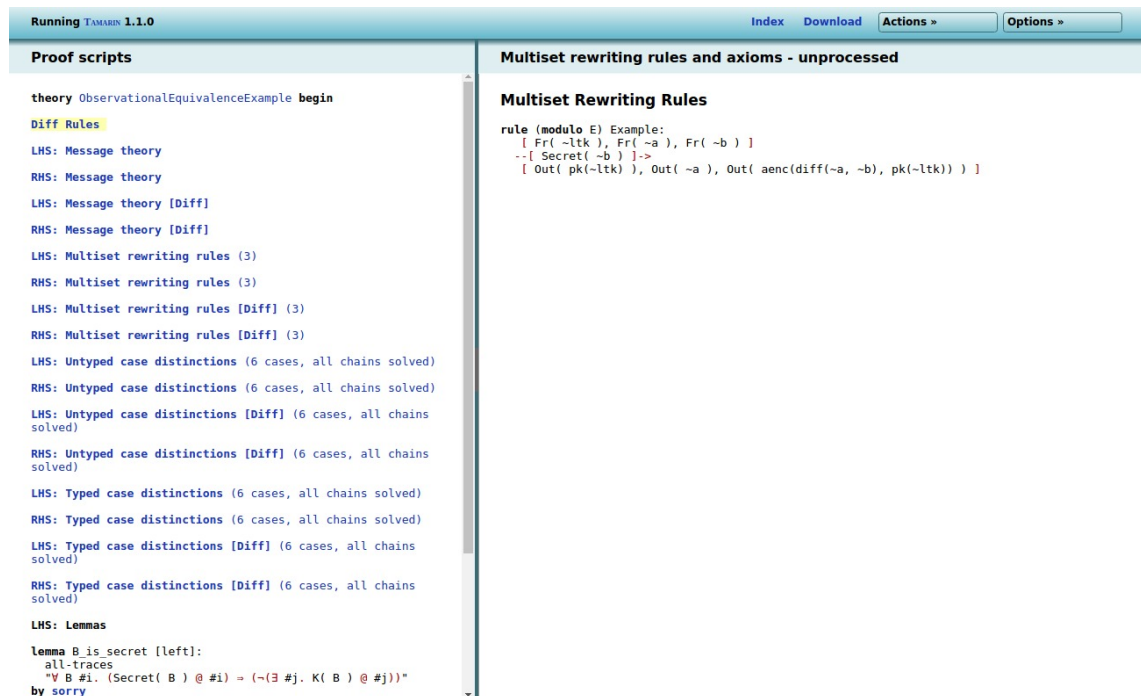 Running TAMARIN 1.1.0
Index Download Actions » Options »
Proof scripts
theory ObservationalEquivalenceExample begin
Diff Rules
LHS: Message theory
RHS: Message theory
LHS: Message theory [Diff]
RHS: Message theory [Diff]
LHS: Multiset rewriting rules (3)
RHS: Multiset rewriting rules (3)
LHS: Multiset rewriting rules [Diff] (3)
RHS: Multiset rewriting rules [Diff] (3)
LHS: Untyped case distinctions (6 cases, all chains solved)
RHS: Untyped case distinctions (6 cases, all chains solved)
LHS: Untyped case distinctions [Diff] (6 cases, all chains
solved)
RHS: Untyped case distinctions [Diff] (6 cases, all chains
solved)
LHS: Typed case distinctions (6 cases, all chains solved)
RHS: Typed case distinctions (6 cases, all chains solved)
LHS: Typed case distinctions [Diff] (6 cases, all chains
solved)
RHS: Typed case distinctions [Diff] (6 cases, all chains
solved)
LHS: Lemmas
lemma B_is_secret [left]:
all-traces
"∀ B #i. (Secret( B ) @ #i) ⇒ (¬(∃ #j. K( B ) @ #j))"
by sorry
Multiset rewriting rules and axioms - unprocessed
Multiset Rewriting Rules
rule (modulo E) Example:
[ Fr( ~ltk ), Fr( ~a ), Fr( ~b ) ]
--[ Secret( ~b ) ]->
[ Out( pk(~ltk) ), Out( ~a ), Out( aenc(diff(~a, ~b), pk(~ltk)) ) ]